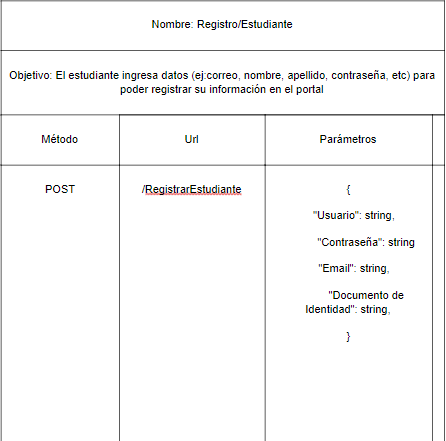 Nombre: Registro/Estudiante
Objetivo: El estudiante ingresa datos (ej:correo, nombre, apellido, contraseña, etc) para
poder registrar su información en el portal
Método
Url
Parámetros
POST
/RegistrarEstudiante
{
"Usuario": string,
"Contraseña": string
"Email": string,
"Documento de
Identidad": string,
}